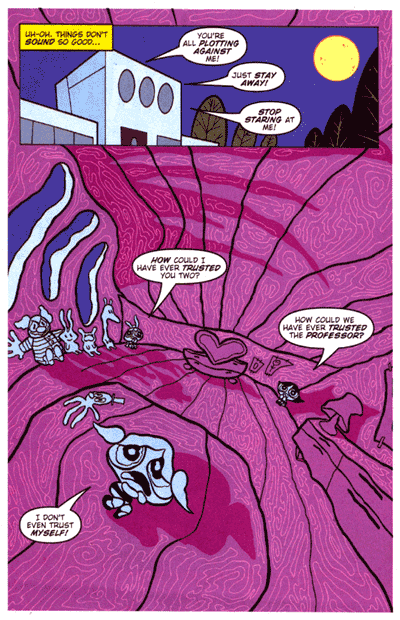 UH-OH. THINGS DON'T
SOUND SO GOOD...
YOU'RE
ALL PLOTTING
AGAINST
ME!
JUST STAY
AWAY!
STOP
STARING AT
ME!
HOW COULD I
HAVE EVER TRUSTED
YOU TWO?
HOW COULD WE
HAVE EVER TRUSTED
THE PROFESSOR?
I DON'T
EVEN TRUST
MYSELF!